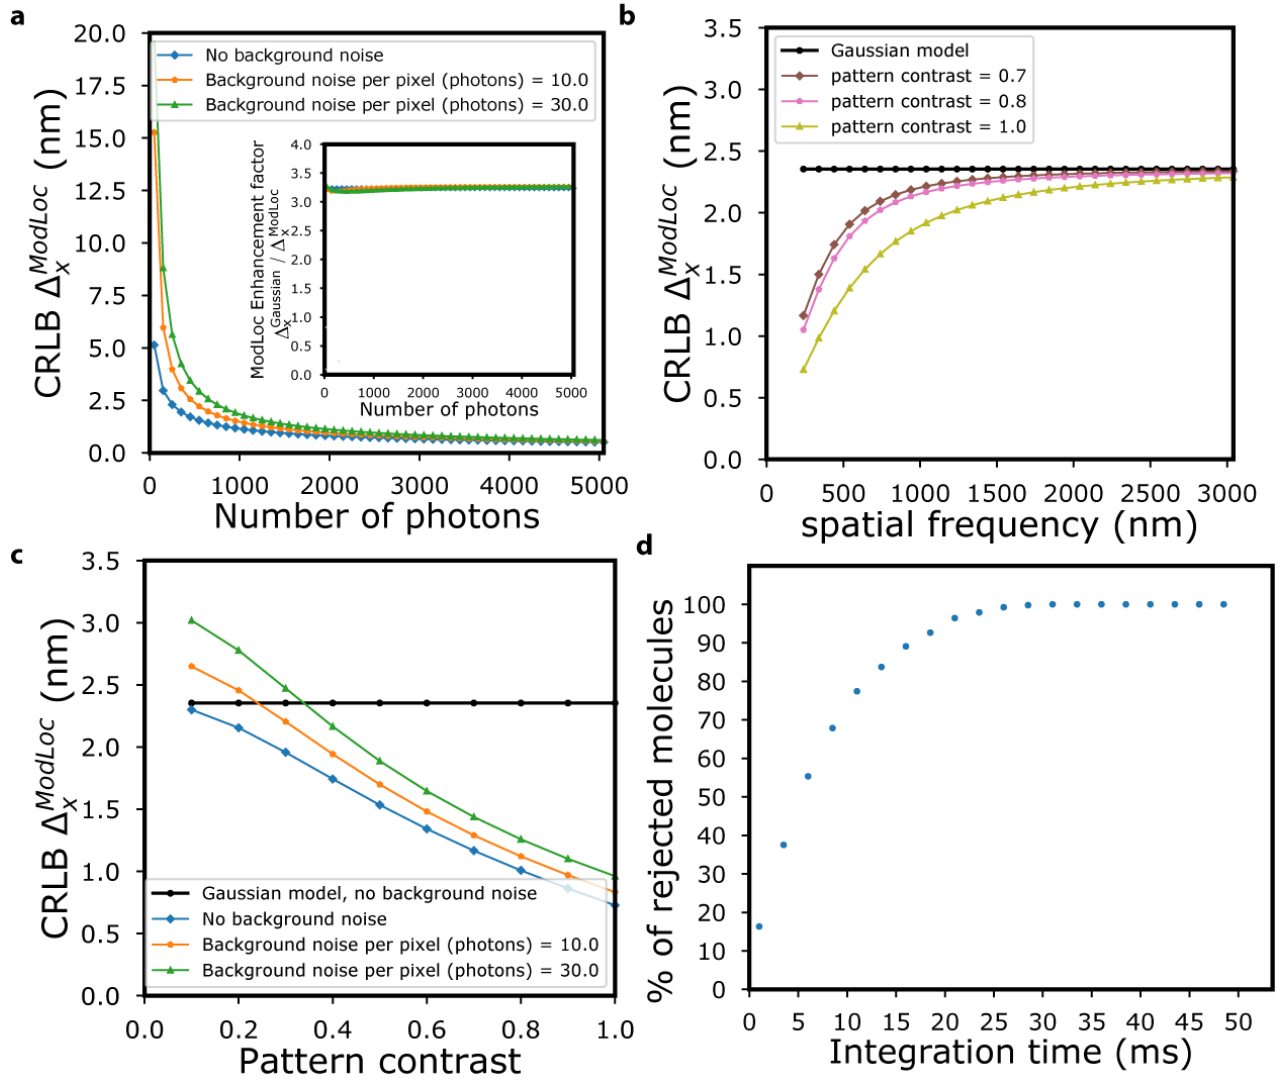 a
20.0
17.5
15.0
12.5
10.0
7.5
5.0
2.5
0.0
CRLB Δ_x^ModLoc (nm)
No background noise
Background noise per pixel (photons) = 10.0
Background noise per pixel (photons) = 30.0
ModLoc Enhancement factor
Δ_x^Gaussian / Δ_x^ModLoc
4.0
3.5
3.0
2.5
2.0
1.5
1.0
0.5
0.0
0 1000 2000 3000 4000 5000
Number of photons
0 1000 2000 3000 4000 5000
Number of photons
b
3.5
3.0
2.5
2.0
1.5
1.0
0.5
0.0
CRLB Δ_x^ModLoc (nm)
Gaussian model
pattern contrast = 0.7
pattern contrast = 0.8
pattern contrast = 1.0
0 500 1000 1500 2000 2500 3000
spatial frequency (nm)
c
3.5
3.0
2.5
2.0
1.5
1.0
0.5
0.0
CRLB Δ_x^ModLoc (nm)
Gaussian model, no background noise
No background noise
Background noise per pixel (photons) = 10.0
Background noise per pixel (photons) = 30.0
0.0 0.2 0.4 0.6 0.8 1.0
Pattern contrast
d
100
90
80
70
60
50
40
30
20
10
0
% of rejected molecules
0 5 10 15 20 25 30 35 40 45 50
Integration time (ms)